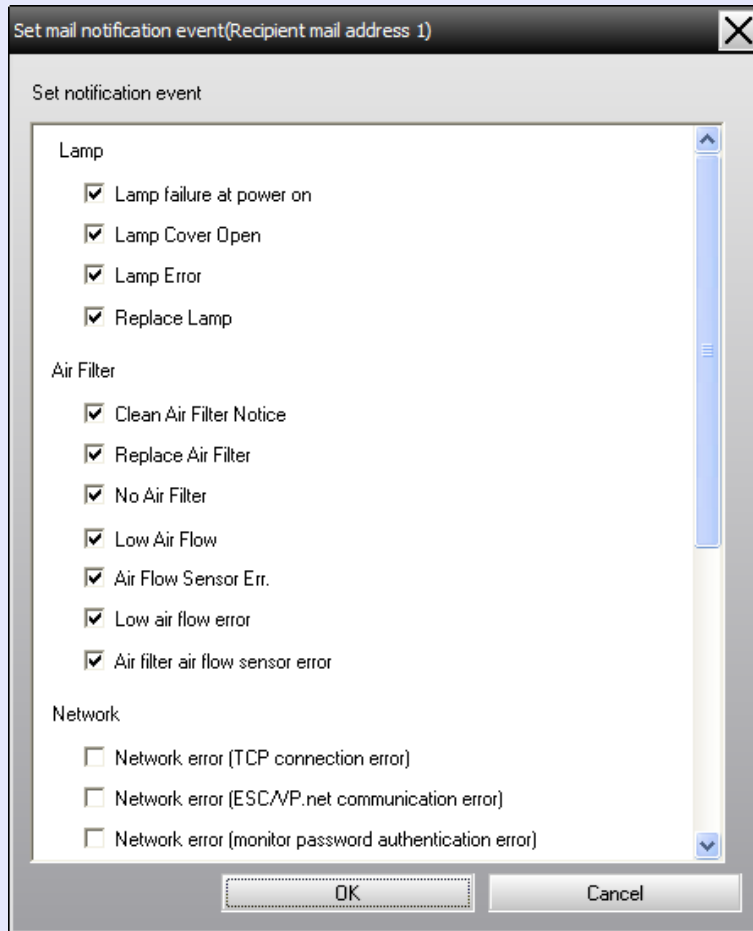 Set mail notification event(Recipient mail address 1)
Set notification event
Lamp
Lamp failure at power on
Lamp Cover Open
Lamp Error
Replace Lamp
Air Filter
Clean Air Filter Notice
Replace Air Filter
No Air Filter
Low Air Flow
Air Flow Sensor Err.
Low air flow error
Air filter air flow sensor error
Network
Network error (TCP connection error)
Network error (ESC/VP.net communication error)
Network error (monitor password authentication error)
OK
Cancel